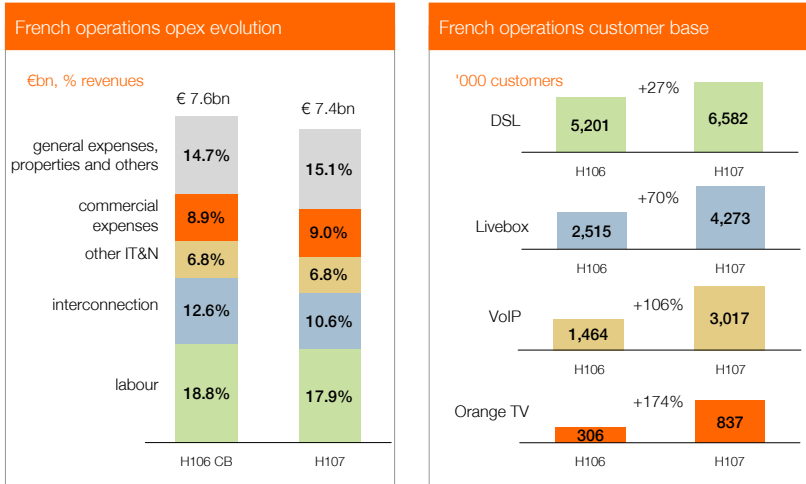 French operations opex evolution
€bn, % revenues
€ 7.6bn
€ 7.4bn
general expenses,
properties and others
14.7%
15.1%
commercial
expenses
8.9%
9.0%
other IT&N
6.8%
6.8%
interconnection
12.6%
10.6%
labour
18.8%
17.9%
H106 CB
H107
French operations customer base
'000 customers
+27%
DSL
5,201
6,582
H106
H107
+70%
Livebox
2,515
4,273
H106
H107
+106%
VoIP
1,464
3,017
H106
H107
+174%
Orange TV
306
837
H106
H107